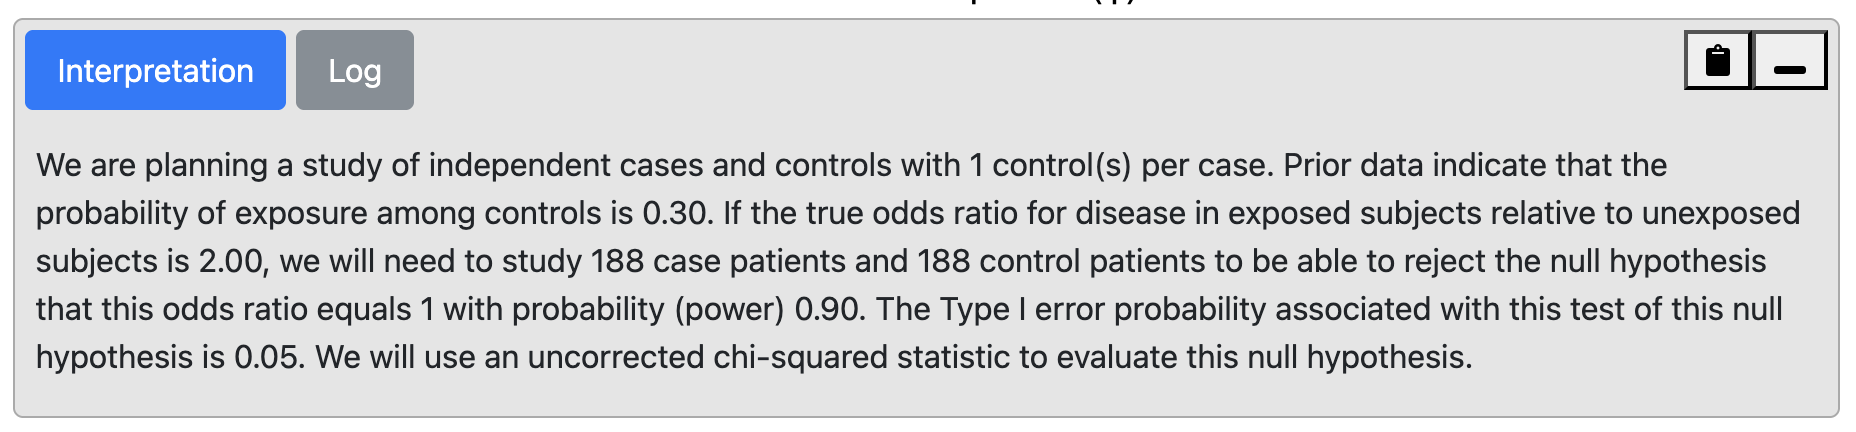 Interpretation Log
We are planning a study of independent cases and controls with 1 control(s) per case. Prior data indicate that the
probability of exposure among controls is 0.30. If the true odds ratio for disease in exposed subjects relative to unexposed
subjects is 2.00, we will need to study 188 case patients and 188 control patients to be able to reject the null hypothesis
that this odds ratio equals 1 with probability (power) 0.90. The Type I error probability associated with this test of this null
hypothesis is 0.05. We will use an uncorrected chi-squared statistic to evaluate this null hypothesis.